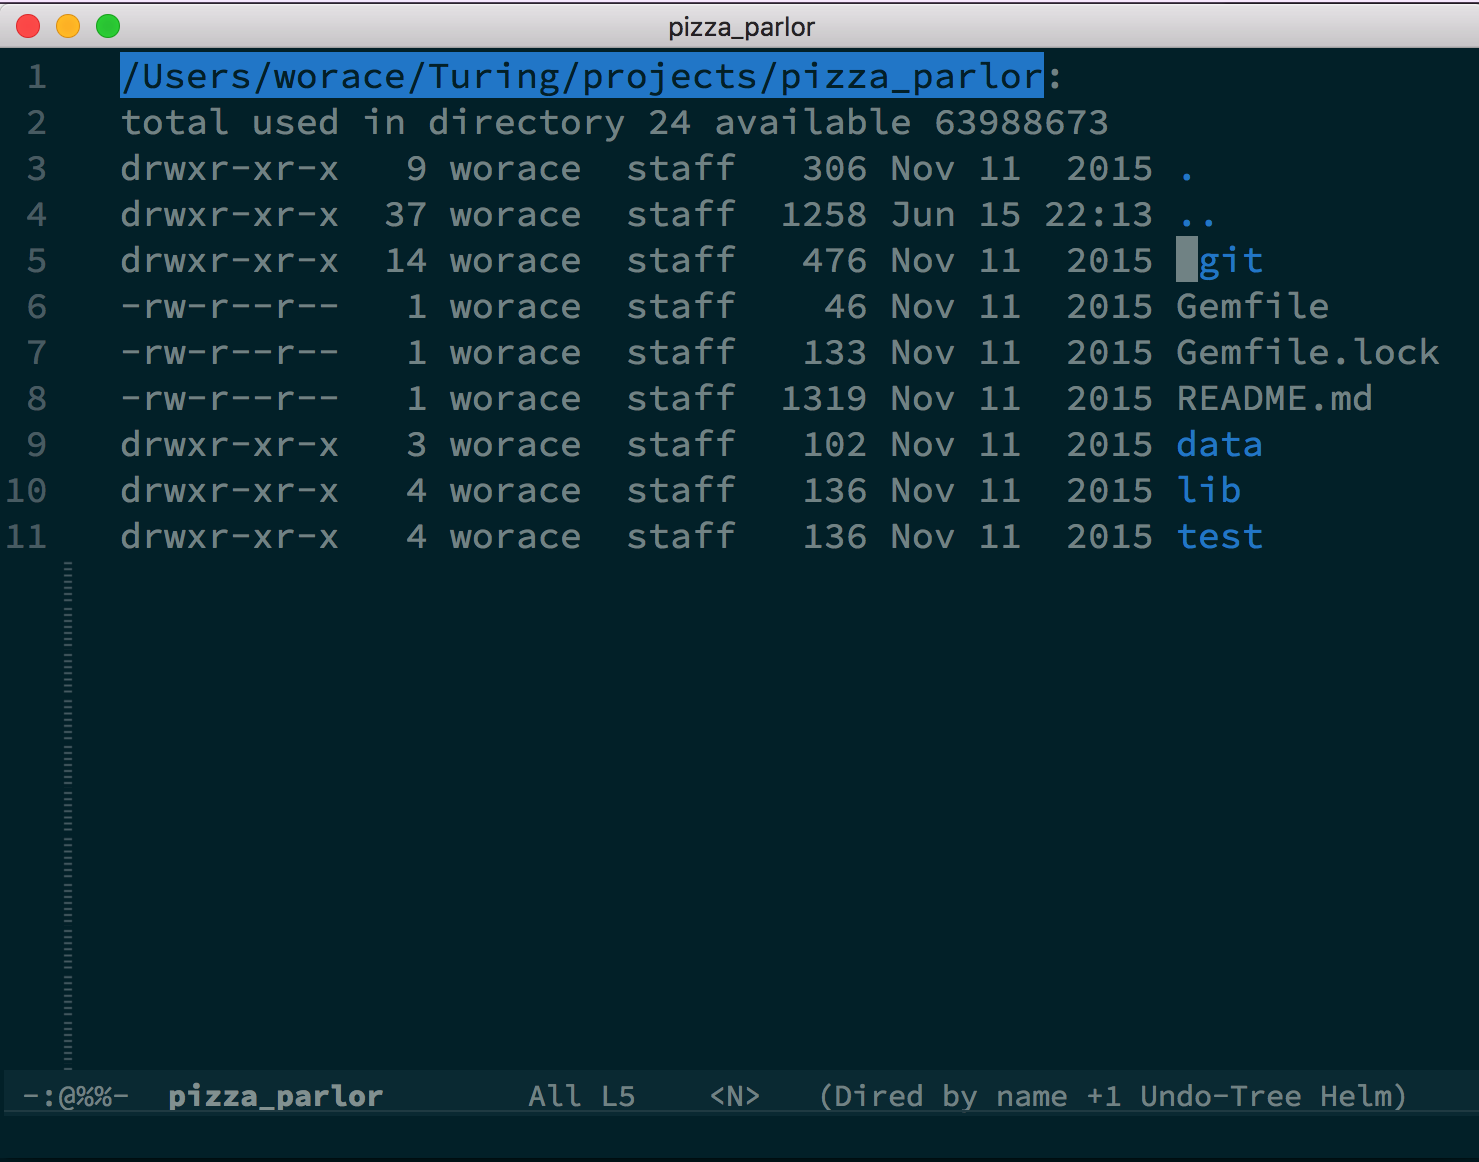 pizza_parlor
1 /Users/worace/Turing/projects/pizza_parlor:
2 total used in directory 24 available 63988673
3 drwxr-xr-x 9 worace staff 306 Nov 11 2015 .
4 drwxr-xr-x 37 worace staff 1258 Jun 15 22:13 ..
5 drwxr-xr-x 14 worace staff 476 Nov 11 2015 git
6 -rw-r--r-- 1 worace staff 46 Nov 11 2015 Gemfile
7 -rw-r--r-- 1 worace staff 133 Nov 11 2015 Gemfile.lock
8 -rw-r--r-- 1 worace staff 1319 Nov 11 2015 README.md
9 drwxr-xr-x 3 worace staff 102 Nov 11 2015 data
10 drwxr-xr-x 4 worace staff 136 Nov 11 2015 lib
11 drwxr-xr-x 4 worace staff 136 Nov 11 2015 test
-:@%%- pizza_parlor All L5 <N> (Dired by name +1 Undo-Tree Helm)